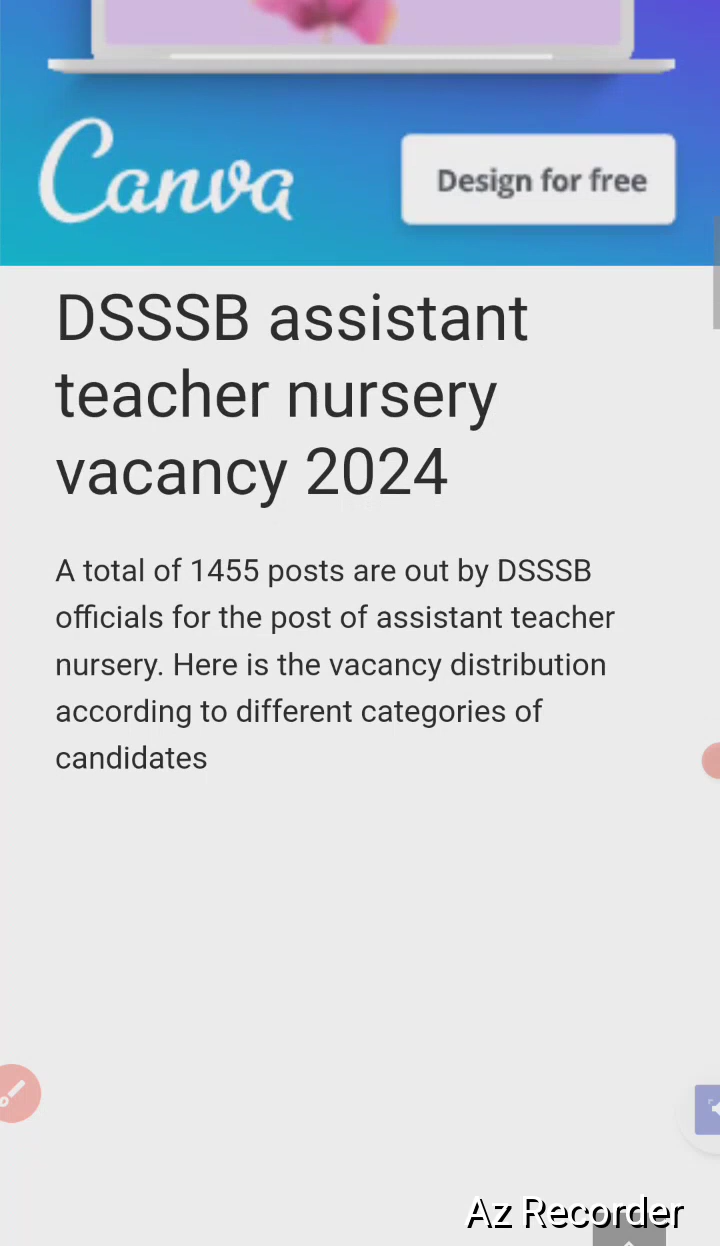 Canva
Design for free
DSSSB assistant
teacher nursery
vacancy 2024
A total of 1455 posts are out by DSSSB
officials for the post of assistant teacher
nursery. Here is the vacancy distribution
according to different categories of
candidates
Az Recorder